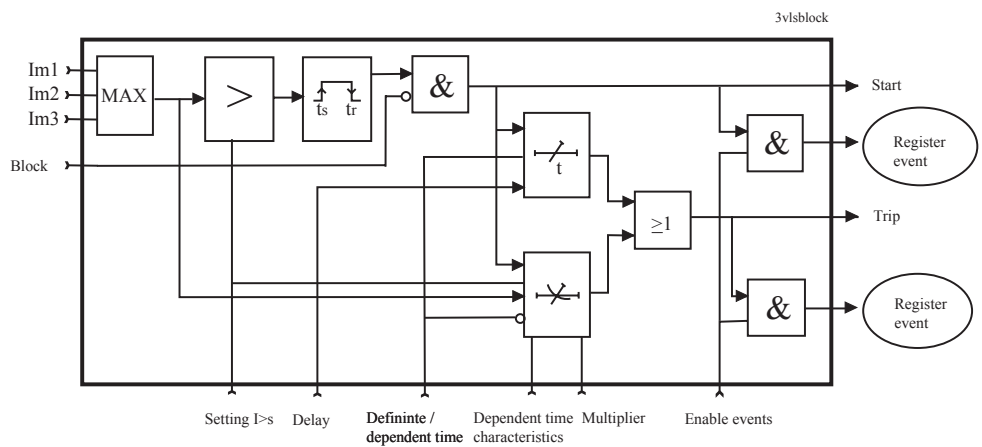 3vlsblock
Im1
Im2
Im3
MAX
>
ts tr
&
Start
Block
t
&
Register
event
≥1
Trip
&
Register
event
Setting I>s
Delay
Defininte /
dependent time
Dependent time
characteristics
Multiplier
Enable events